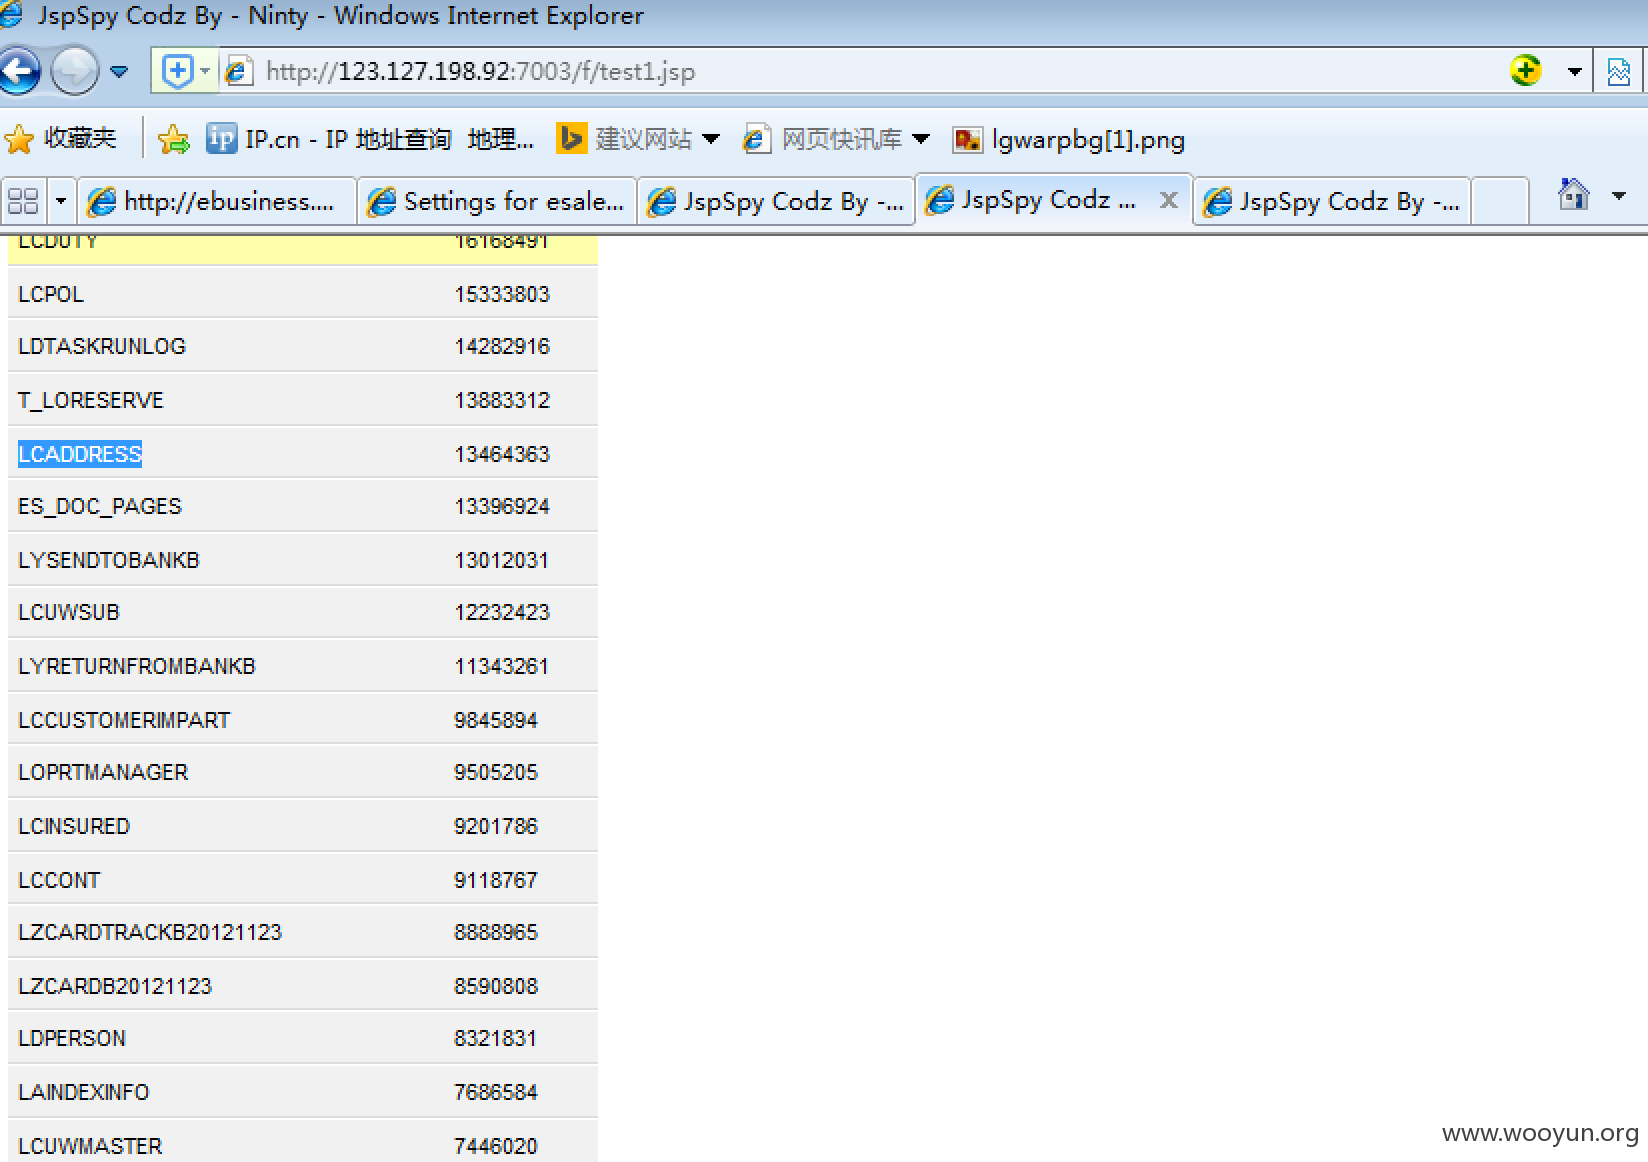 JspSpy Codz By - Ninty - Windows Internet Explorer
http://123.127.198.92:7003/f/test1.jsp
收藏夹 IP.cn - IP 地址查询 地理... 建议网站 网页快讯库 lgwarpbg[1].png
http://ebusiness.... Settings for esale... JspSpy Codz By -... JspSpy Codz ... JspSpy Codz By -...
LCDUTY 16168491
LCPOL 15333803
LDTASKRUNLOG 14282916
T_LORESERVE 13883312
LCADDRESS 13464363
ES_DOC_PAGES 13396924
LYSENDTOBANKB 13012031
LCUWSUB 12232423
LYRETURNFROMBANKB 11343261
LCCUSTOMERIMPART 9845894
LOPRTMANAGER 9505205
LCINSURED 9201786
LCCONT 9118767
LZCARDTRACKB20121123 8888965
LZCARDB20121123 8590808
LDPERSON 8321831
LAINDEXINFO 7686584
LCUWMASTER 7446020
www.wooyun.org